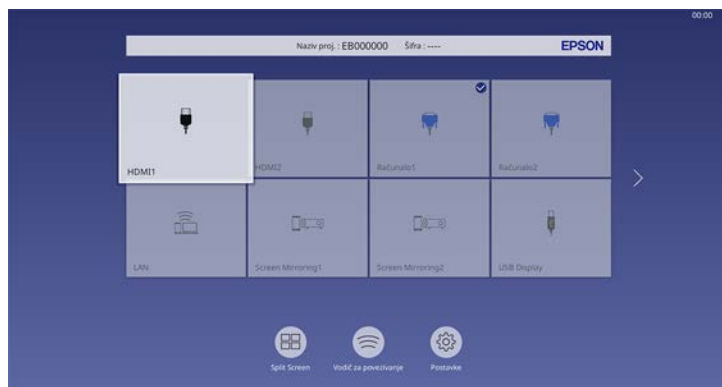 00:00
Naziv proj. : EB000000 Šifra : ---- EPSON
HDMI1 HDMI2 Računalo1 Računalo2
LAN Screen Mirroring1 Screen Mirroring2 USB Display
Split Screen Vodič za povezivanje Postavke